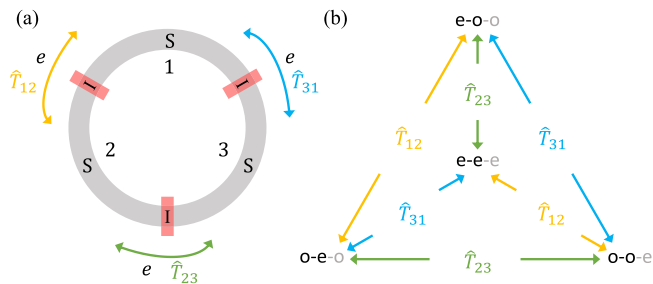 (a)
S
1
e
T̂₁₂
I
e
T̂₃₁
I
2
S
3
S
I
e T̂₂₃
(b)
e-o-o
T̂₂₃
T̂₁₂
T̂₃₁
e-e-e
T̂₃₁
T̂₁₂
o-e-o
T̂₂₃
o-o-e